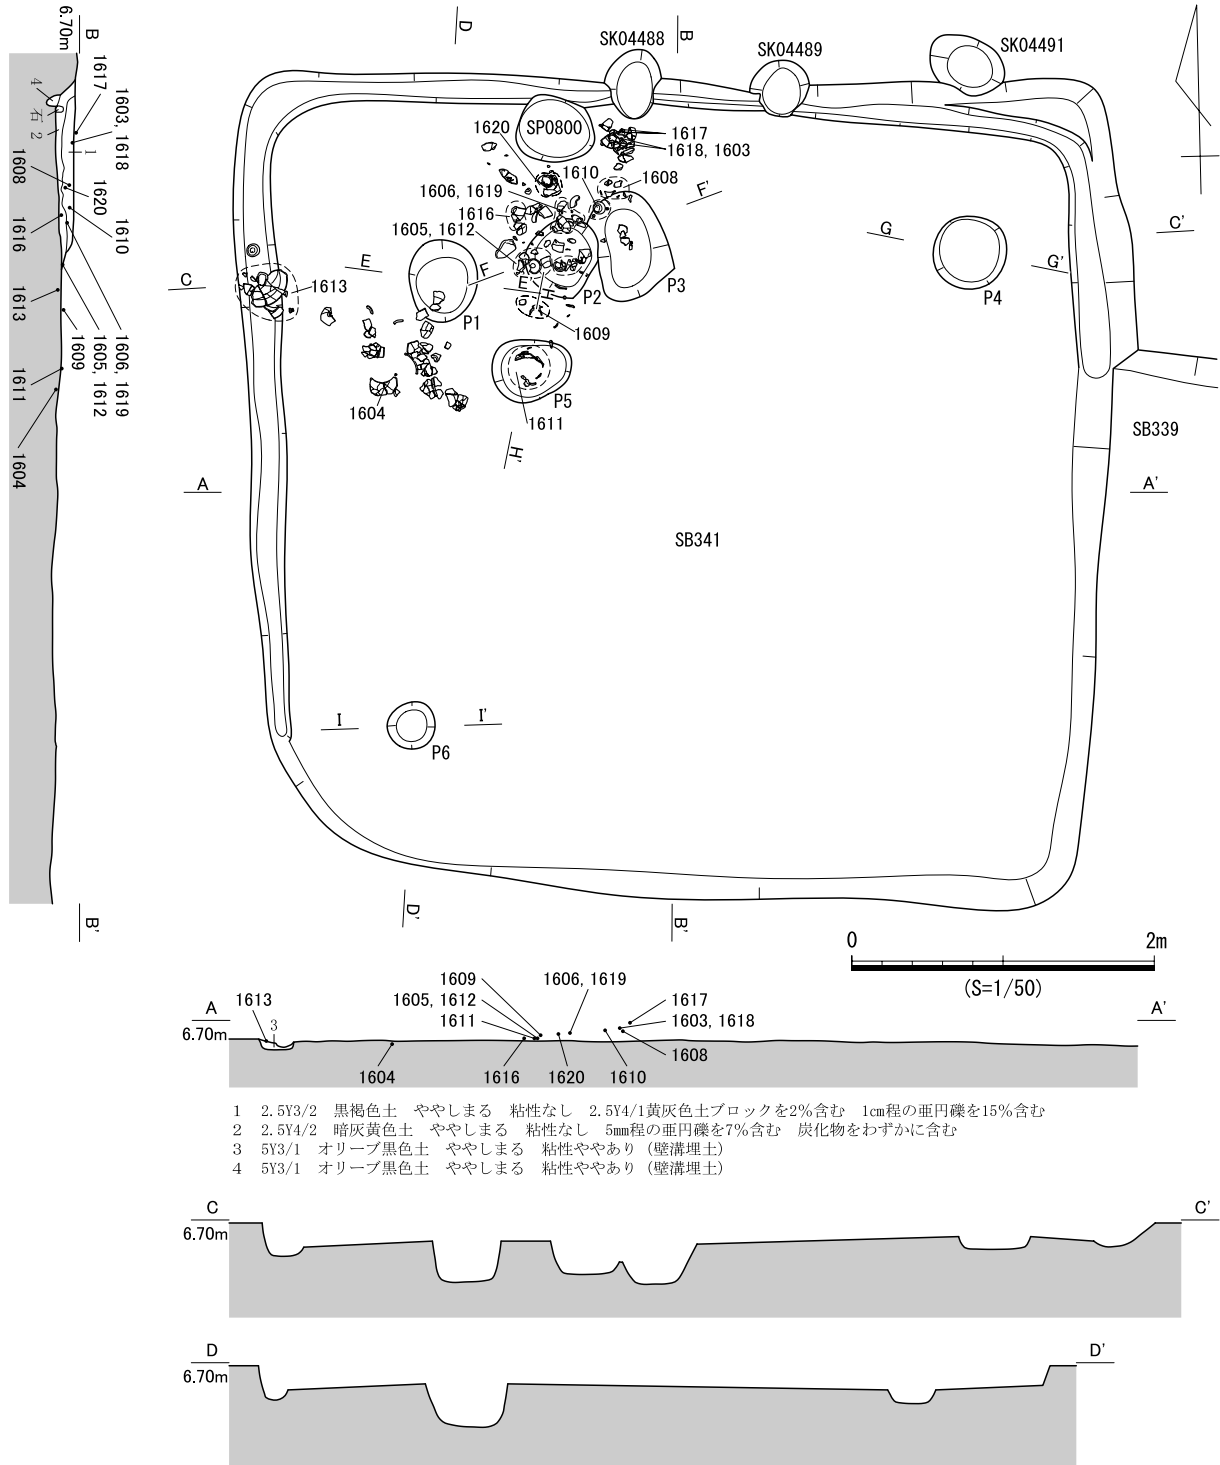 B
6.70m
1617
1603, 1618
4
石
2
1
1608
1620
1610
1616
1613
1609
1605, 1612
1606, 1619
1611
1604
B'
D
B
SK04488
SK04489
SK04491
SP0800
1620
1617
1618, 1603
1610
1608
F'
1606, 1619
1616
1605, 1612
G
C'
E
F
G'
C
1613
E'
H
P2
P3
P4
P1
1609
1604
P5
1611
H'
SB339
A
A'
SB341
I
I'
P6
D'
B'
0 2m
(S=1/50)
A
6.70m
1613
3
1609
1605, 1612
1611
1606, 1619
1617
1603, 1618
1608
A'
1604
1616
1620
1610
1 2.5Y3/2 黒褐色土 ややしまる 粘性なし 2.5Y4/1黄灰色土ブロックを2％含む 1㎝程の亜円礫を15％含む
2 2.5Y4/2 暗灰黄色土 ややしまる 粘性なし 5㎜程の亜円礫を7％含む 炭化物をわずかに含む
3 5Y3/1 オリーブ黒色土 ややしまる 粘性ややあり（壁溝埋土）
4 5Y3/1 オリーブ黒色土 ややしまる 粘性ややあり（壁溝埋土）
C
6.70m
C'
D
6.70m
D'